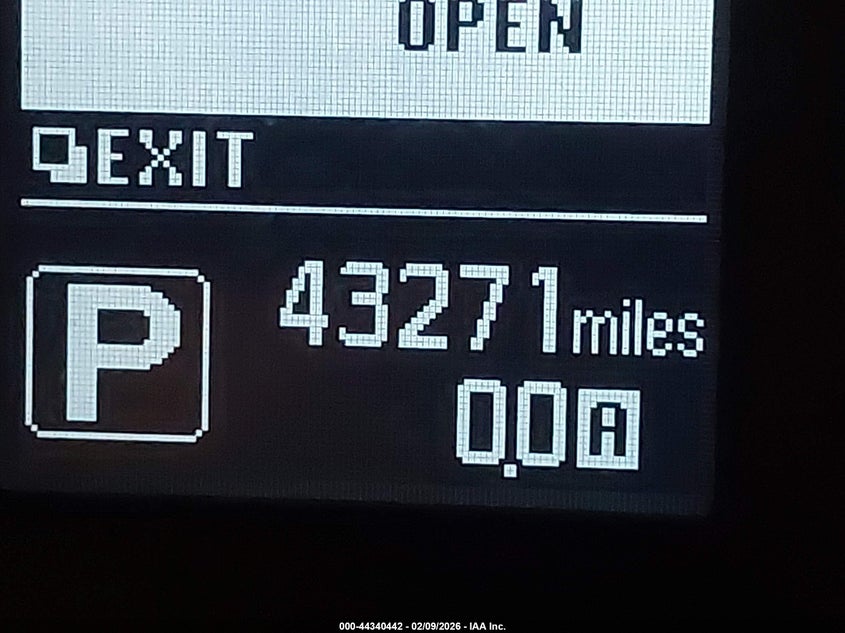 OPEN
EXIT
P
43271 miles
0.0 A
000-44340442 - 02/09/2026 - IAA Inc.